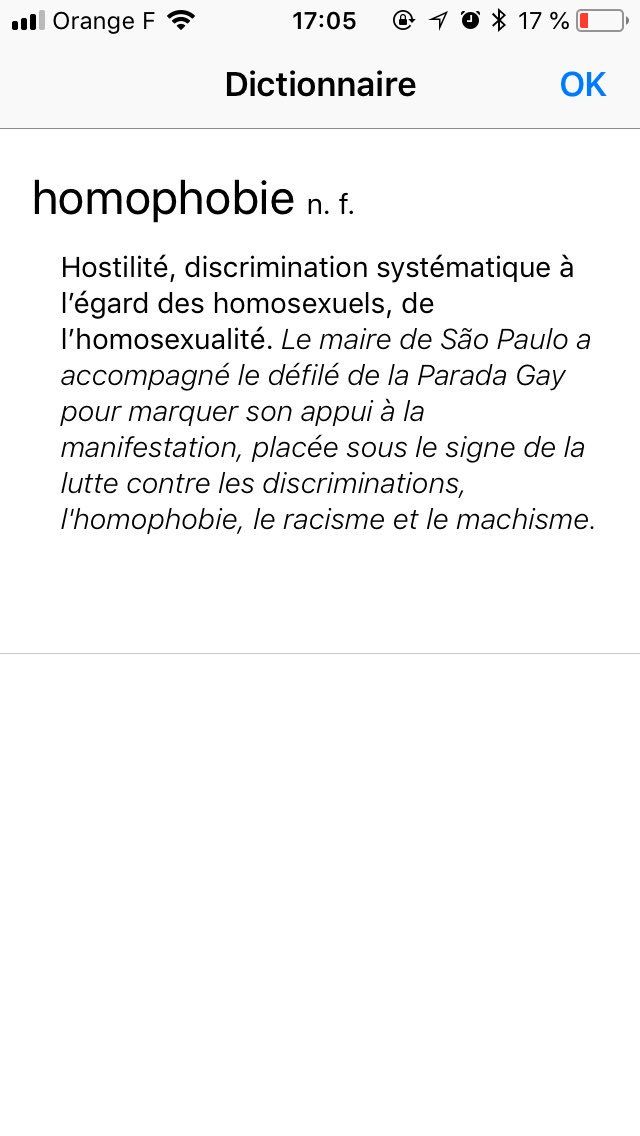 Orange F 17:05 17 %
Dictionnaire OK
homophobie n. f.
Hostilité, discrimination systématique à
l’égard des homosexuels, de
l’homosexualité. Le maire de São Paulo a
accompagné le défilé de la Parada Gay
pour marquer son appui à la
manifestation, placée sous le signe de la
lutte contre les discriminations,
l'homophobie, le racisme et le machisme.